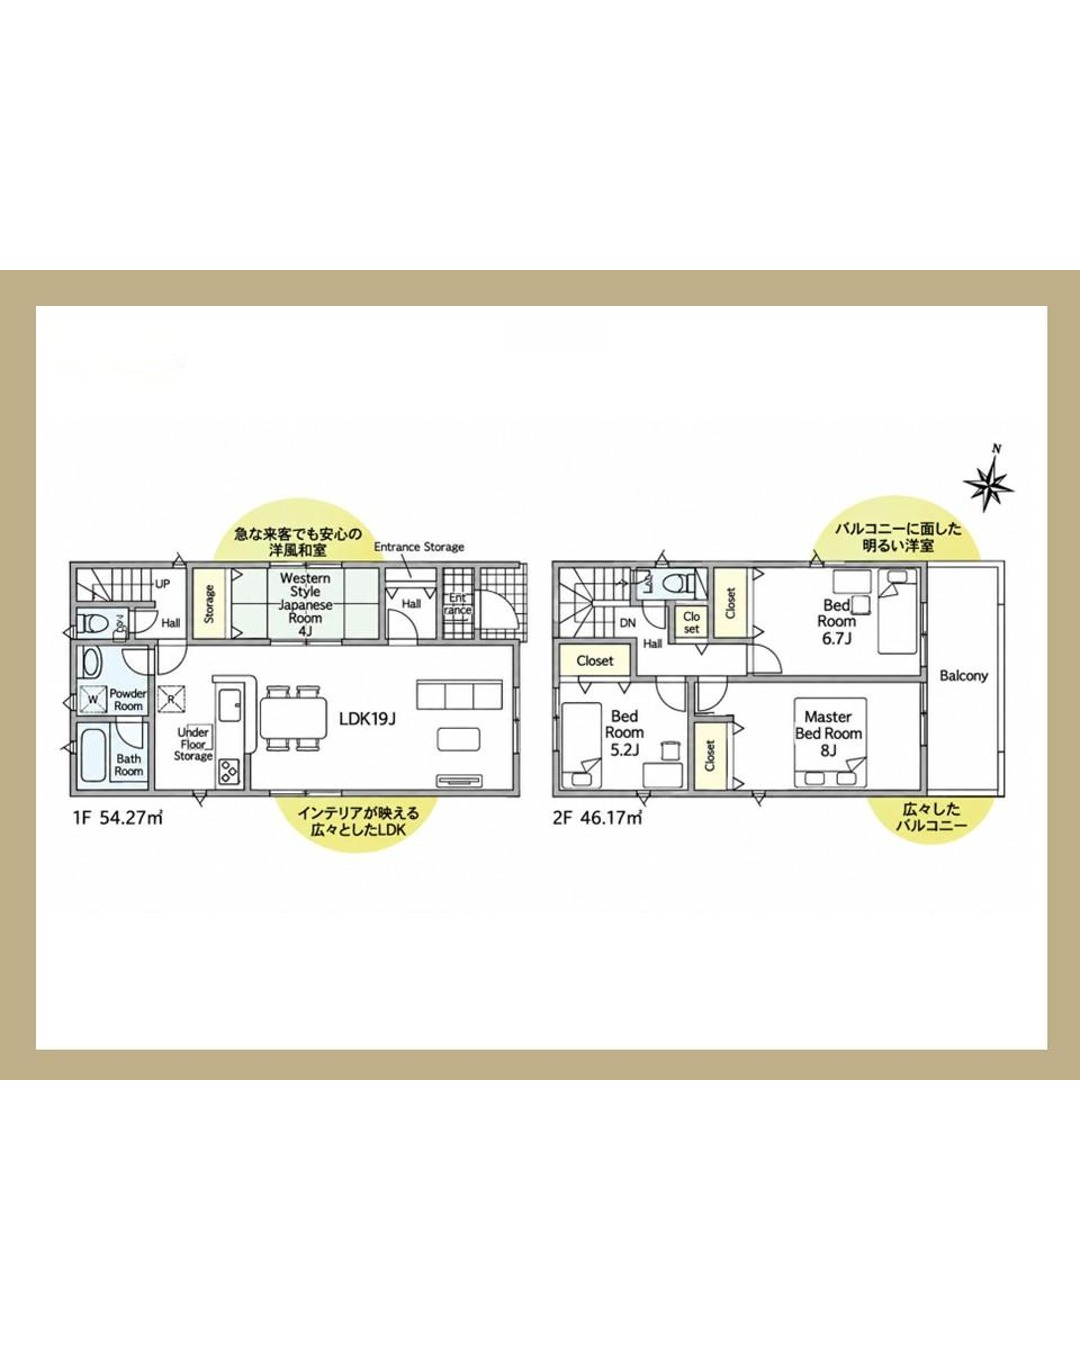 N
急な来客でも安心の
洋風和室
Entrance Storage
UP
Hall
Storage
Western
Style
Japanese
Room
4J
Hall
Ent
rance
W
Powder
Room
R
Under
Floor
Storage
Bath
Room
LDK19J
1F 54.27㎡
インテリアが映える
広々としたLDK
バルコニーに面した
明るい洋室
DN
Hall
Clo
set
Closet
Bed
Room
6.7J
Closet
Balcony
Bed
Room
5.2J
Closet
Master
Bed Room
8J
2F 46.17㎡
広々した
バルコニー